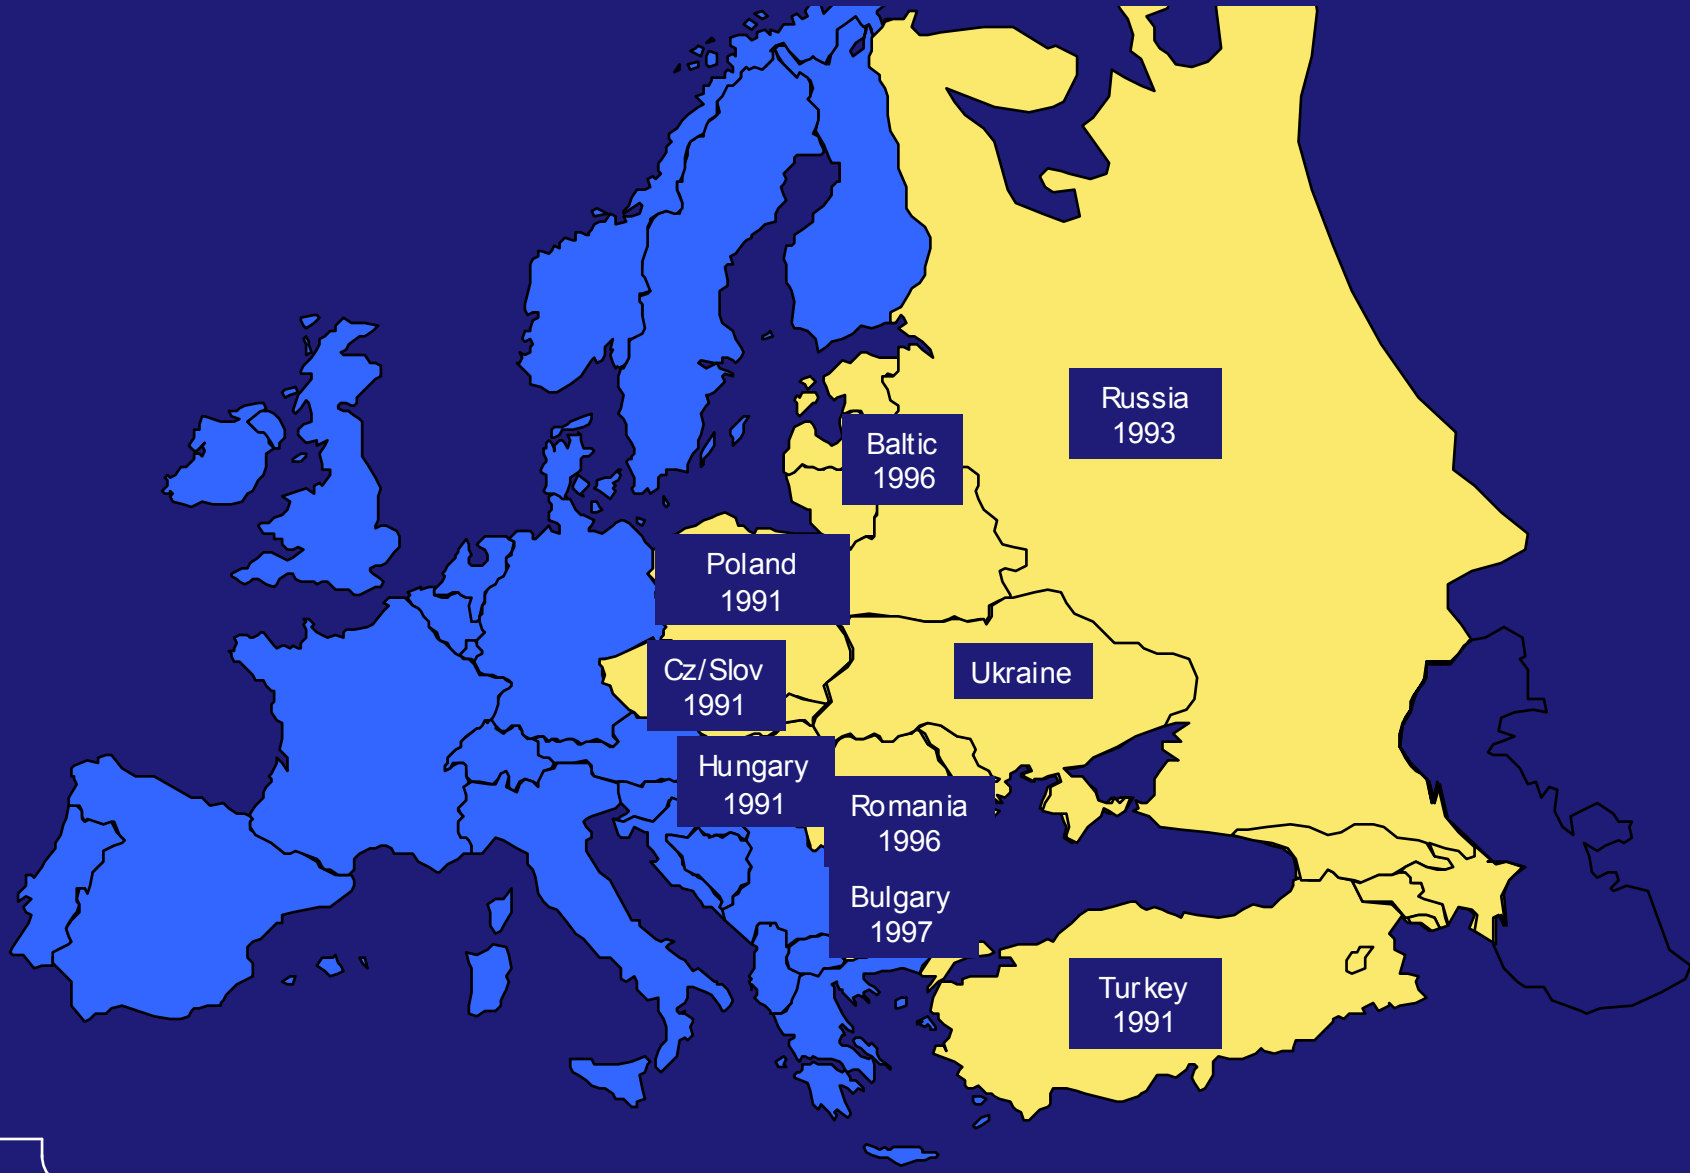 Russia
1993
Baltic
1996
Poland
1991
Cz/Slov
1991
Ukraine
Hungary
1991
Romania
1996
Bulgary
1997
Turkey
1991